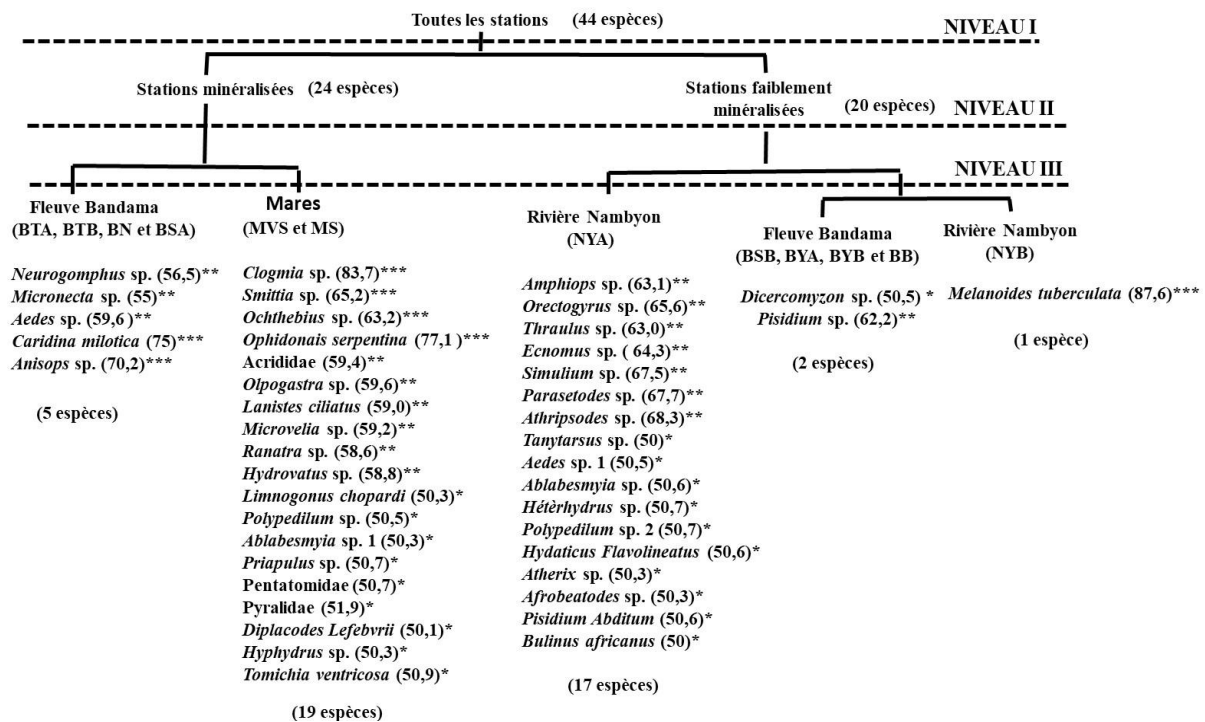 Toutes les stations (44 espèces)
NIVEAU I
Stations minéralisées (24 espèces)
Stations faiblement
minéralisées (20 espèces)
NIVEAU II
NIVEAU III
Fleuve Bandama
(BTA, BTB, BN et BSA)
Neurogomphus sp. (56,5)**
Micronecta sp. (55)**
Aedes sp. (59,6 )**
Caridina milotica (75)***
Anisops sp. (70,2)***
(5 espèces)
Mares
(MVS et MS)
Clogmia sp. (83,7)***
Smittia sp. (65,2)***
Ochthebius sp. (63,2)***
Ophidonais serpentina (77,1 )***
Acrididae (59,4)**
Olpogastra sp. (59,6)**
Lanistes ciliatus (59,0)**
Microvelia sp. (59,2)**
Ranatra sp. (58,6)**
Hydrovatus sp. (58,8)**
Limnogonus chopardi (50,3)*
Polypedilum sp. (50,5)*
Ablabesmyia sp. 1 (50,3)*
Priapulus sp. (50,7)*
Pentatomidae (50,7)*
Pyralidae (51,9)*
Diplacodes Lefebvrii (50,1)*
Hyphydrus sp. (50,3)*
Tomichia ventricosa (50,9)*
(19 espèces)
Rivière Nambyon
(NYA)
Amphiops sp. (63,1)**
Orectogyrus sp. (65,6)**
Thraulus sp. (63,0)**
Ecnomus sp. ( 64,3)**
Simulium sp. (67,5)**
Parasetodes sp. (67,7)**
Athripsodes sp. (68,3)**
Tanytarsus sp. (50)*
Aedes sp. 1 (50,5)*
Ablabesmyia sp. (50,6)*
Hétèrhydrus sp. (50,7)*
Polypedilum sp. 2 (50,7)*
Hydaticus Flavolineatus (50,6)*
Atherix sp. (50,3)*
Afrobeatodes sp. (50,3)*
Pisidium Abditum (50,6)*
Bulinus africanus (50)*
(17 espèces)
Fleuve Bandama
(BSB, BYA, BYB et BB)
Dicercomyzon sp. (50,5) *
Pisidium sp. (62,2)**
(2 espèces)
Rivière Nambyon
(NYB)
Melanoides tuberculata (87,6)***
(1 espèce)